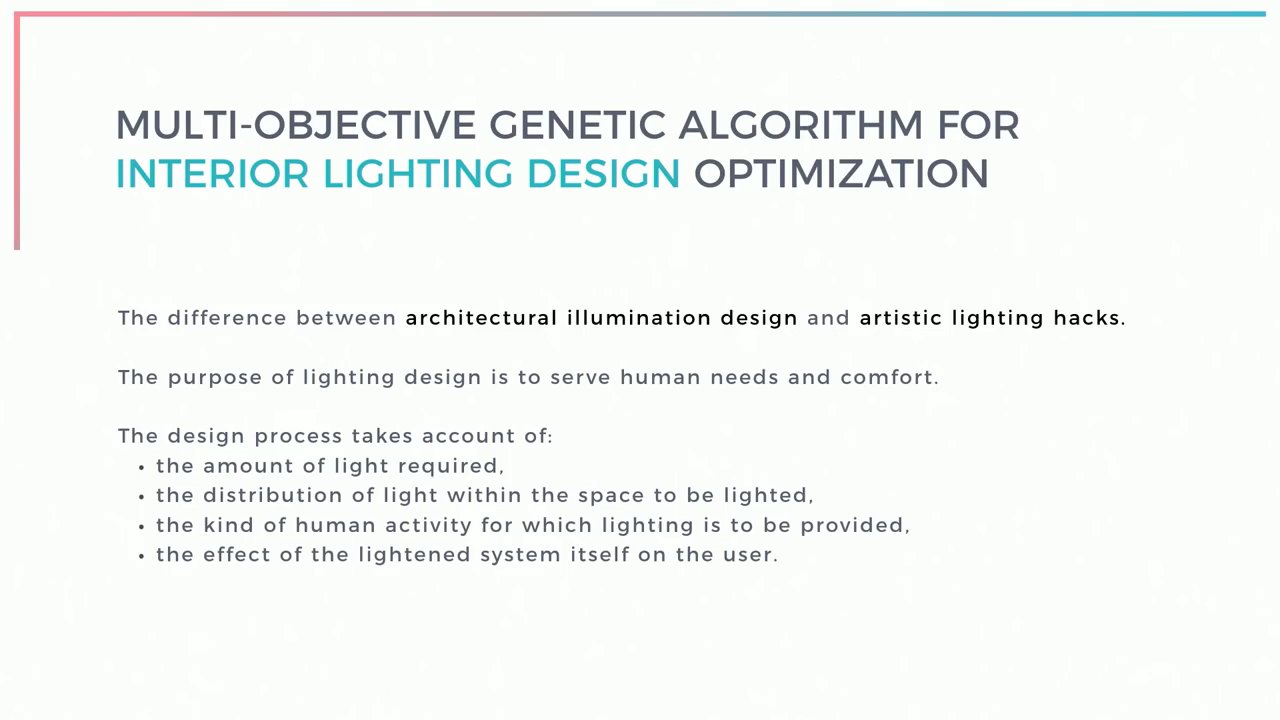 MULTI-OBJECTIVE GENETIC ALGORITHM FOR
INTERIOR LIGHTING DESIGN OPTIMIZATION
The difference between architectural illumination design and artistic lighting hacks.
The purpose of lighting design is to serve human needs and comfort.
The design process takes account of:
• the amount of light required,
• the distribution of light within the space to be lighted,
• the kind of human activity for which lighting is to be provided,
• the effect of the lightened system itself on the user.